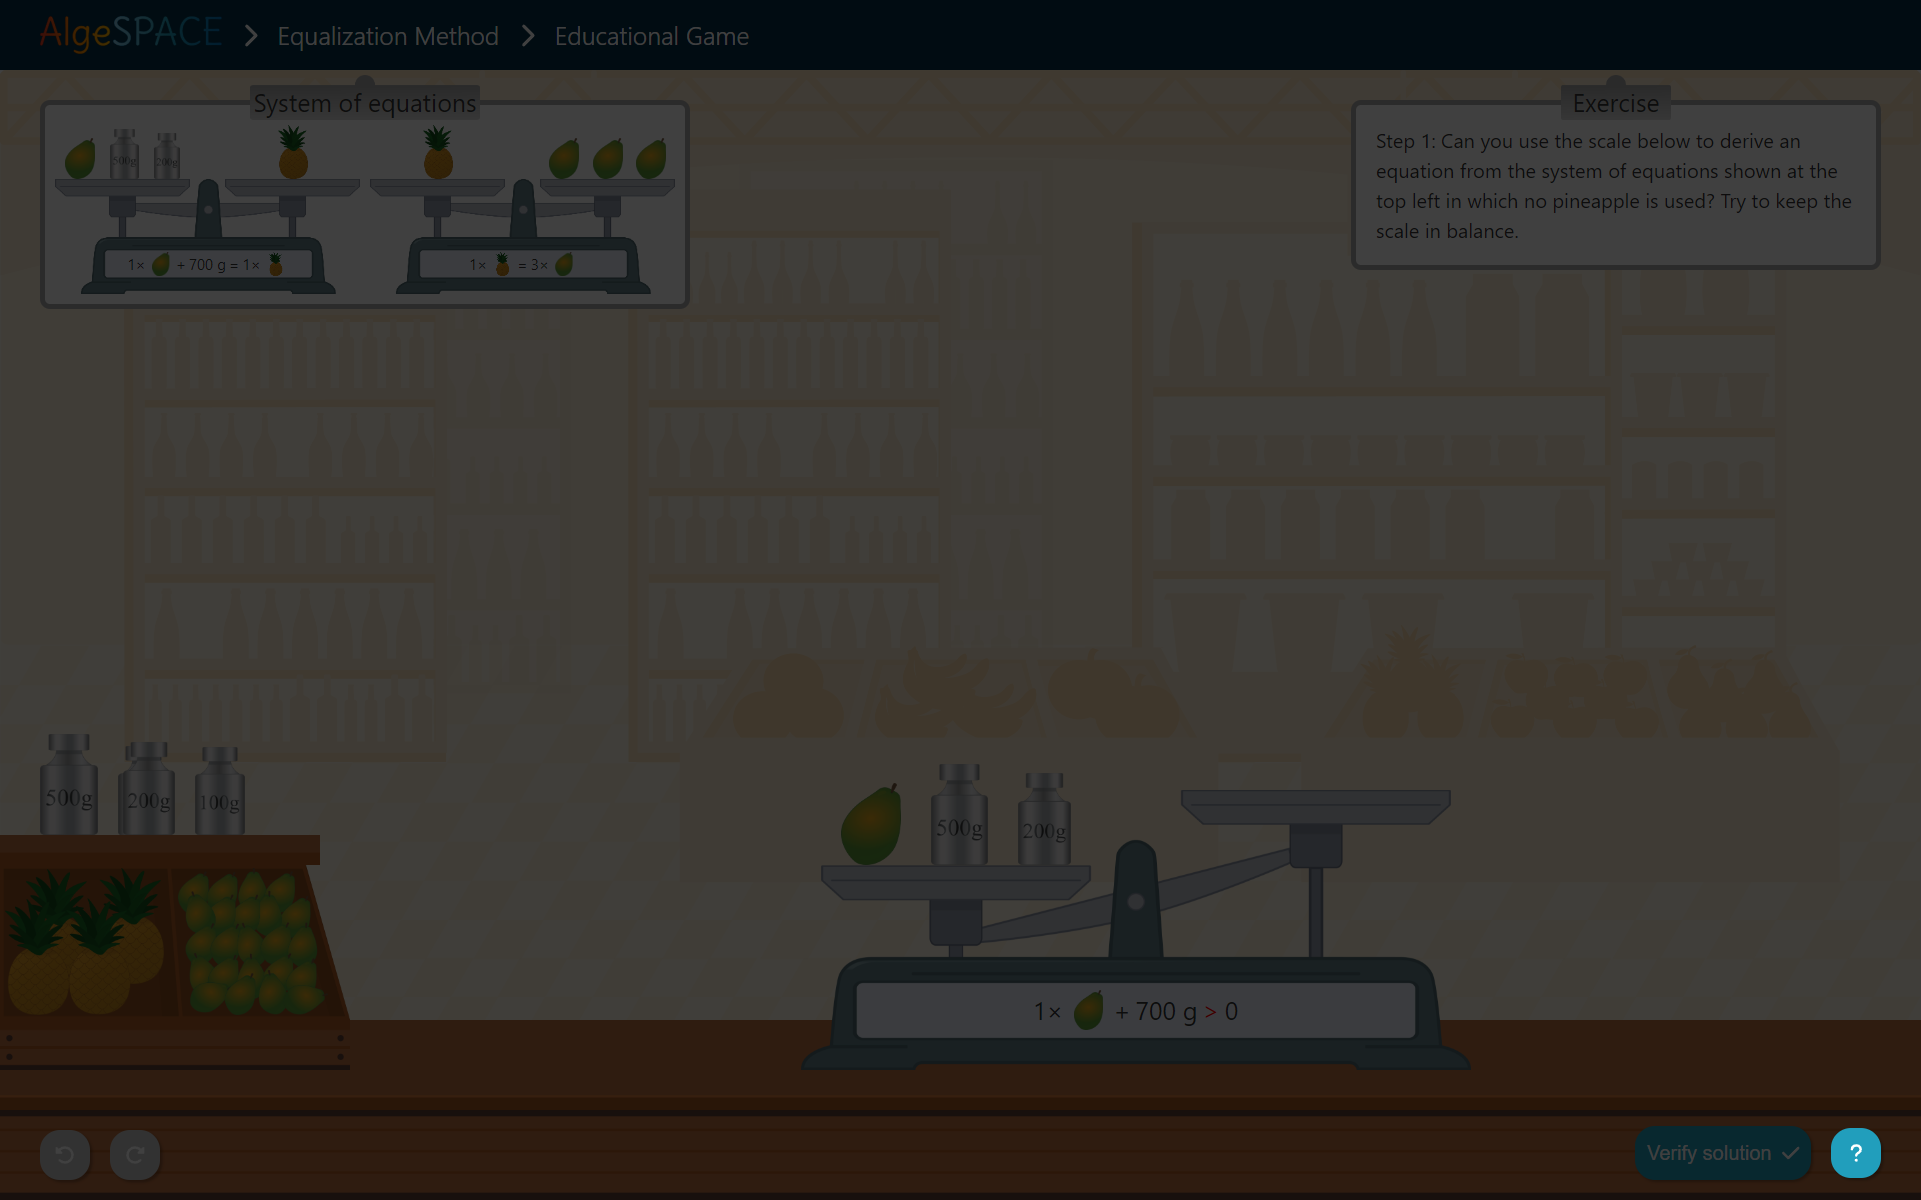 AlgeSPACE > Equalization Method > Educational Game
System of equations
500g 200g
1× + 700 g = 1×
1× = 3×
Exercise
Step 1: Can you use the scale below to derive an
equation from the system of equations shown at the
top left in which no pineapple is used? Try to keep the
scale in balance.
500g 200g 100g
500g 200g
1× + 700 g > 0
Verify solution
?